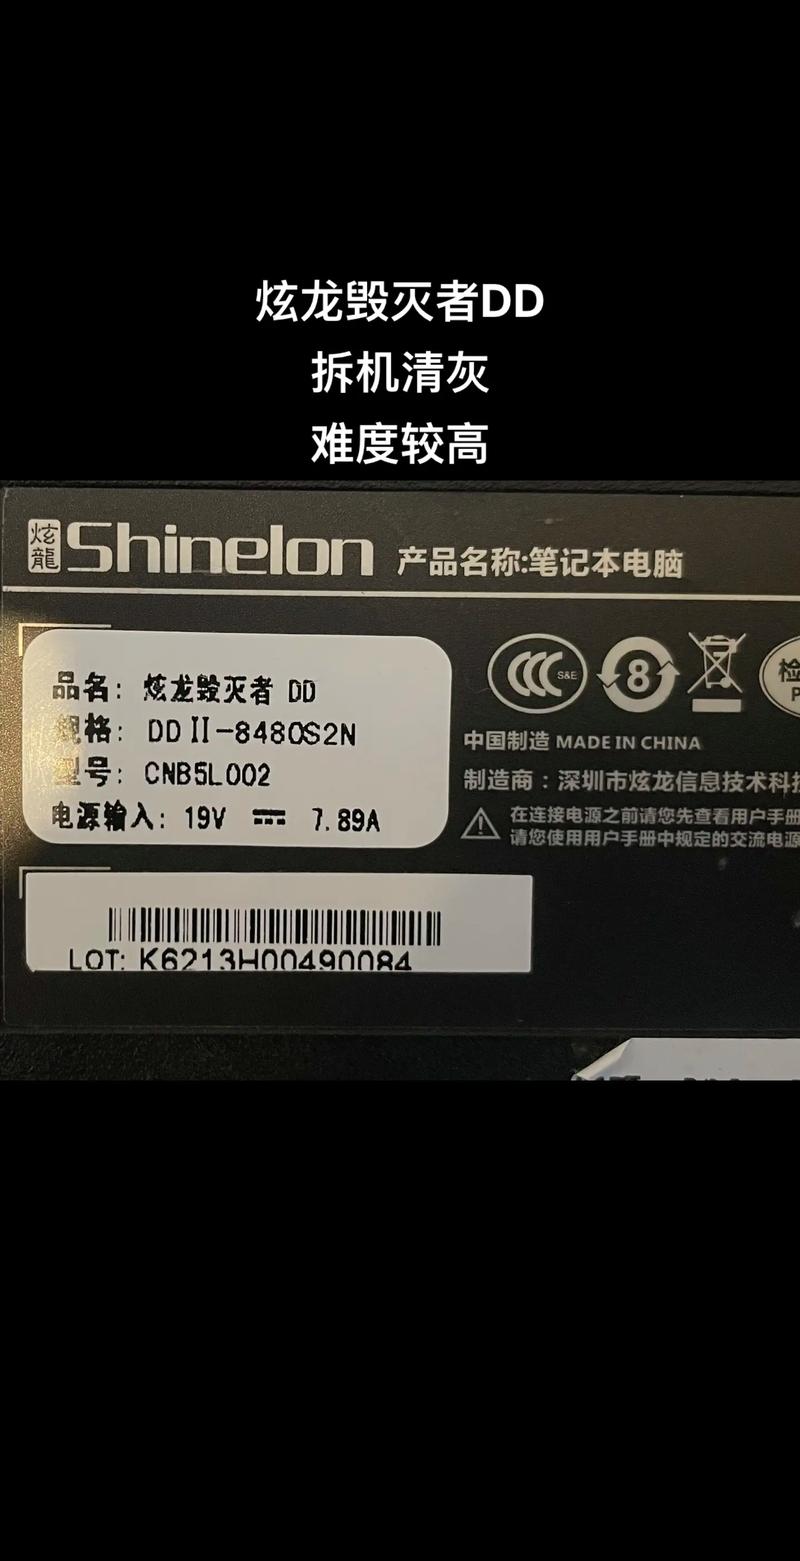 炫龙毁灭者DD
拆机清灰
难度较高
炫龍 Shinelon 产品名称:笔记本电脑
品名: 炫龙毁灭者 DD
规格: DDⅡ-8480S2N
型号: CNB5L002
电源输入: 19V ⎓ 7.89A
S&E
8
检
P
中国制造 MADE IN CHINA
制造商：深圳市炫龙信息技术科技
在连接电源之前请您先查看用户手册
请您使用用户手册中规定的交流电源
LOT: K6213H00490084